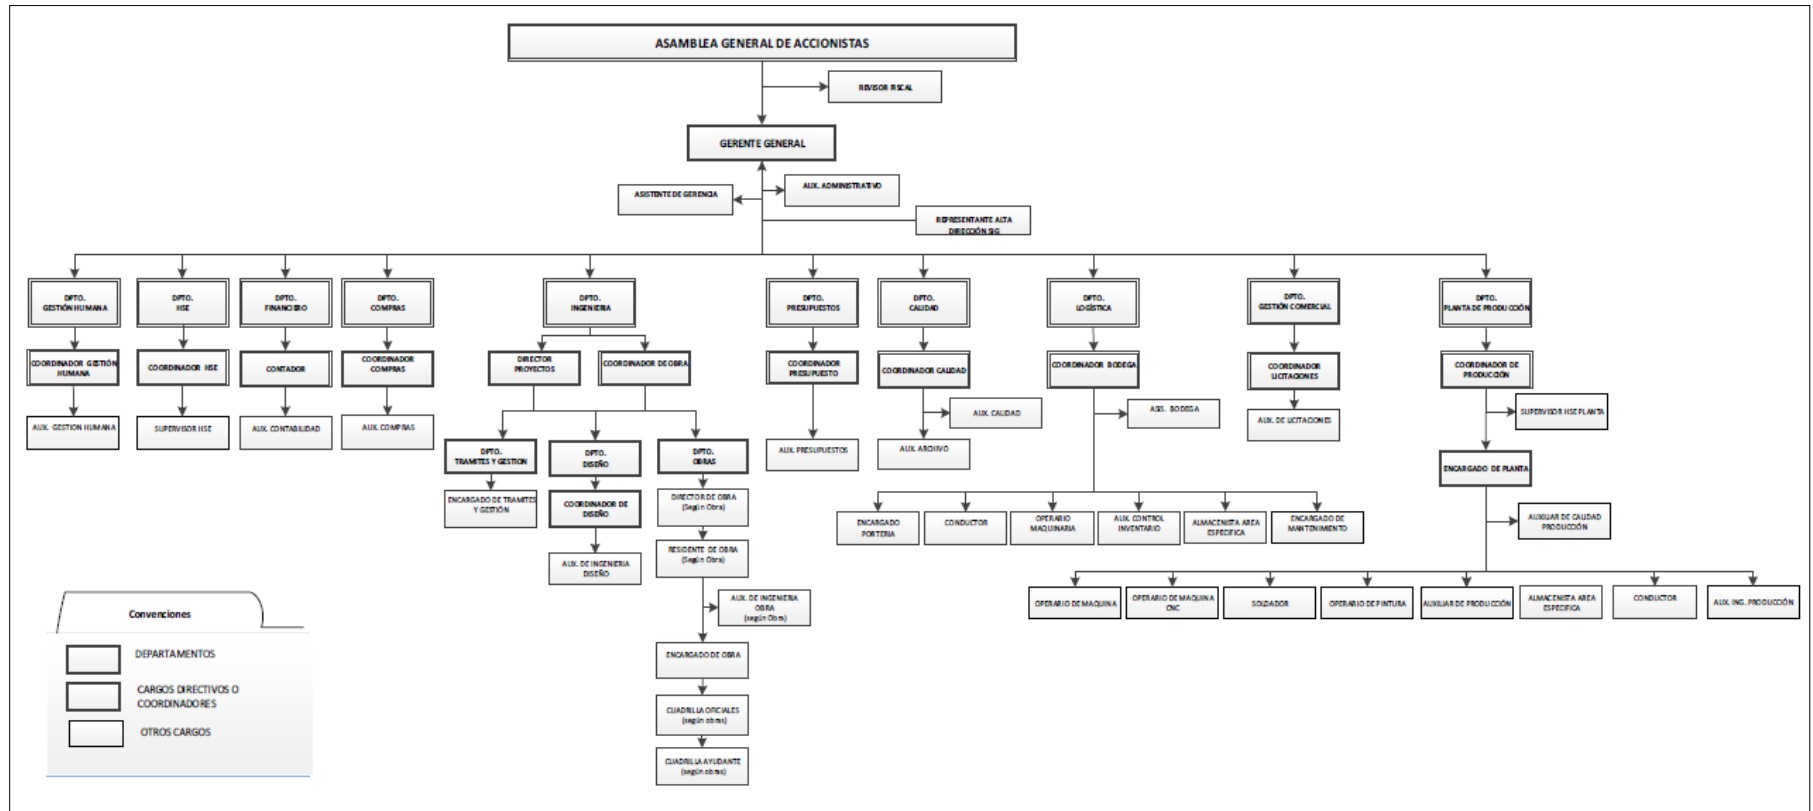 ASAMBLEA GENERAL DE ACCIONISTAS
REVISOR FISCAL
GERENTE GENERAL
ASISTENTE DE GERENCIA
AUX. ADMINISTRATIVO
REPRESENTANTE ALTA
DIRECCIÓN SIG
DPTO.
GESTIÓN HUMANA
DPTO.
HSE
DPTO.
FINANCIERO
DPTO.
COMPRAS
DPTO.
INGENIERIA
DPTO.
PRESUPUESTOS
DPTO.
CALIDAD
DPTO.
LOGÍSTICA
DPTO.
GESTIÓN COMERCIAL
DPTO.
PLANTA DE PRODUCCIÓN
COORDINADOR GESTIÓN
HUMANA
COORDINADOR HSE
CONTADOR
COORDINADOR
COMPRAS
DIRECTOR
PROYECTOS
COORDINADOR DE OBRA
COORDINADOR
PRESUPUESTO
COORDINADOR CALIDAD
COORDINADOR BODEGA
COORDINADOR
LICITACIONES
COORDINADOR DE
PRODUCCIÓN
AUX. GESTION HUMANA
SUPERVISOR HSE
AUX. CONTABILIDAD
AUX. COMPRAS
AUX. CALIDAD
ASIS. BODEGA
AUX. DE LICITACIONES
SUPERVISOR HSE PLANTA
DPTO.
TRAMITES Y GESTION
DPTO.
DISEÑO
DPTO.
OBRAS
AUX. PRESUPUESTOS
AUX. ARCHIVO
ENCARGADO DE PLANTA
ENCARGADO DE TRAMITES
Y GESTIÓN
COORDINADOR DE
DISEÑO
DIRECTOR DE OBRA
(Según Obra)
ENCARGADO
PORTERIA
CONDUCTOR
OPERARIO
MAQUINARIA
AUX. CONTROL
INVENTARIO
ALMACENISTA AREA
ESPECIFICA
ENCARGADO DE
MANTENIMIENTO
AUXILIAR DE CALIDAD
PRODUCCIÓN
AUX. DE INGENIERIA
DISEÑO
RESIDENTE DE OBRA
(Según Obra)
AUX. DE INGENIERIA
OBRA
(según Obra)
OPERARIO DE MAQUINA
OPERARIO DE MAQUINA
CNC
SOLDADOR
OPERARIO DE PINTURA
AUXILIAR DE PRODUCCIÓN
ALMACENISTA AREA
ESPECIFICA
CONDUCTOR
AUX. ING. PRODUCCIÓN
ENCARGADO DE OBRA
CUADRILLA OFICIALES
(según obras)
CUADRILLA AYUDANTE
(según obras)
Convenciones
DEPARTAMENTOS
CARGOS DIRECTIVOS O
COORDINADORES
OTROS CARGOS